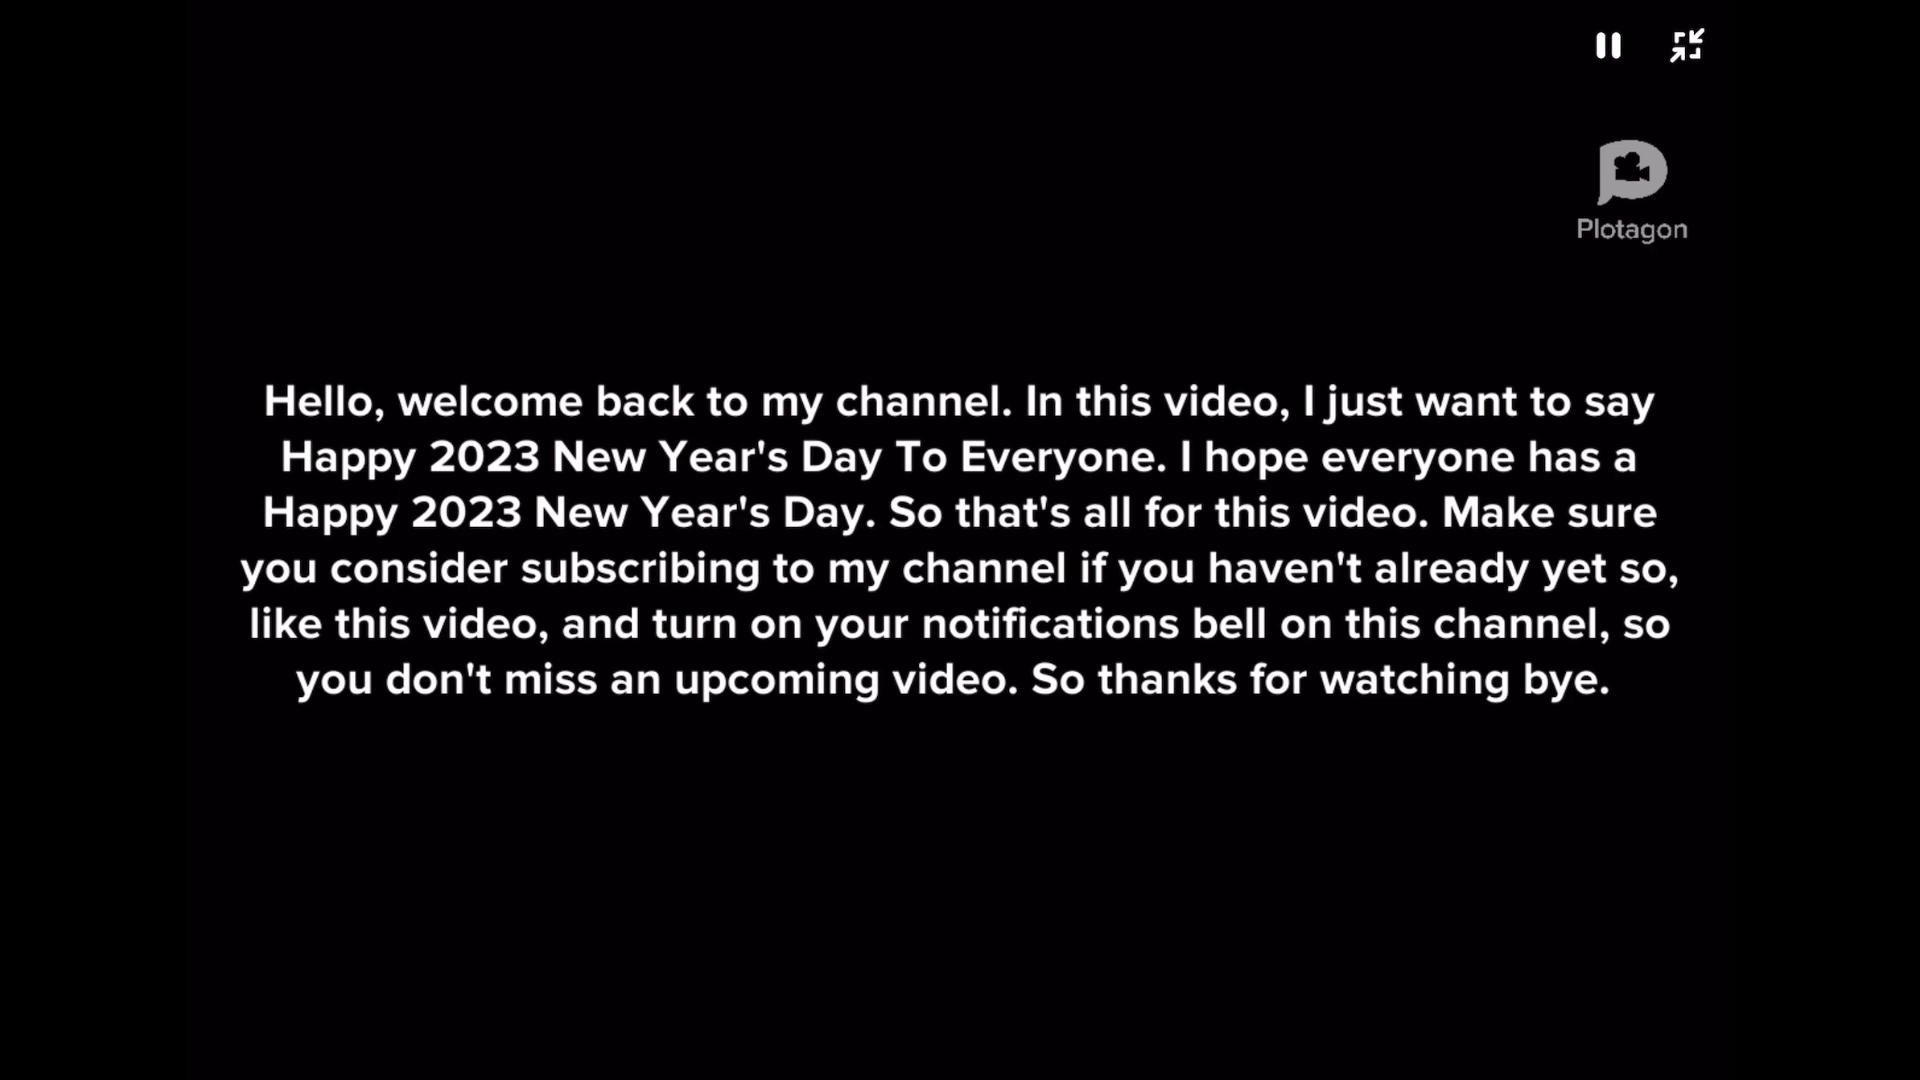 Plotagon
Hello, welcome back to my channel. In this video, I just want to say
Happy 2023 New Year's Day To Everyone. I hope everyone has a
Happy 2023 New Year's Day. So that's all for this video. Make sure
you consider subscribing to my channel if you haven't already yet so,
like this video, and turn on your notifications bell on this channel, so
you don't miss an upcoming video. So thanks for watching bye.